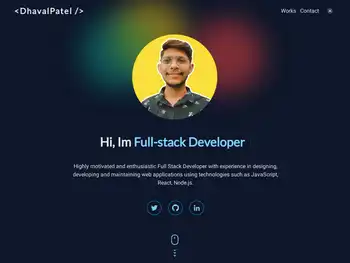 <DhavalPatel />
Works Contact
Hi, Im Full-stack Developer
Highly motivated and enthusiastic Full Stack Developer with experience in designing,
developing and maintaining web applications using technologies such as JavaScript,
React, Node.js.